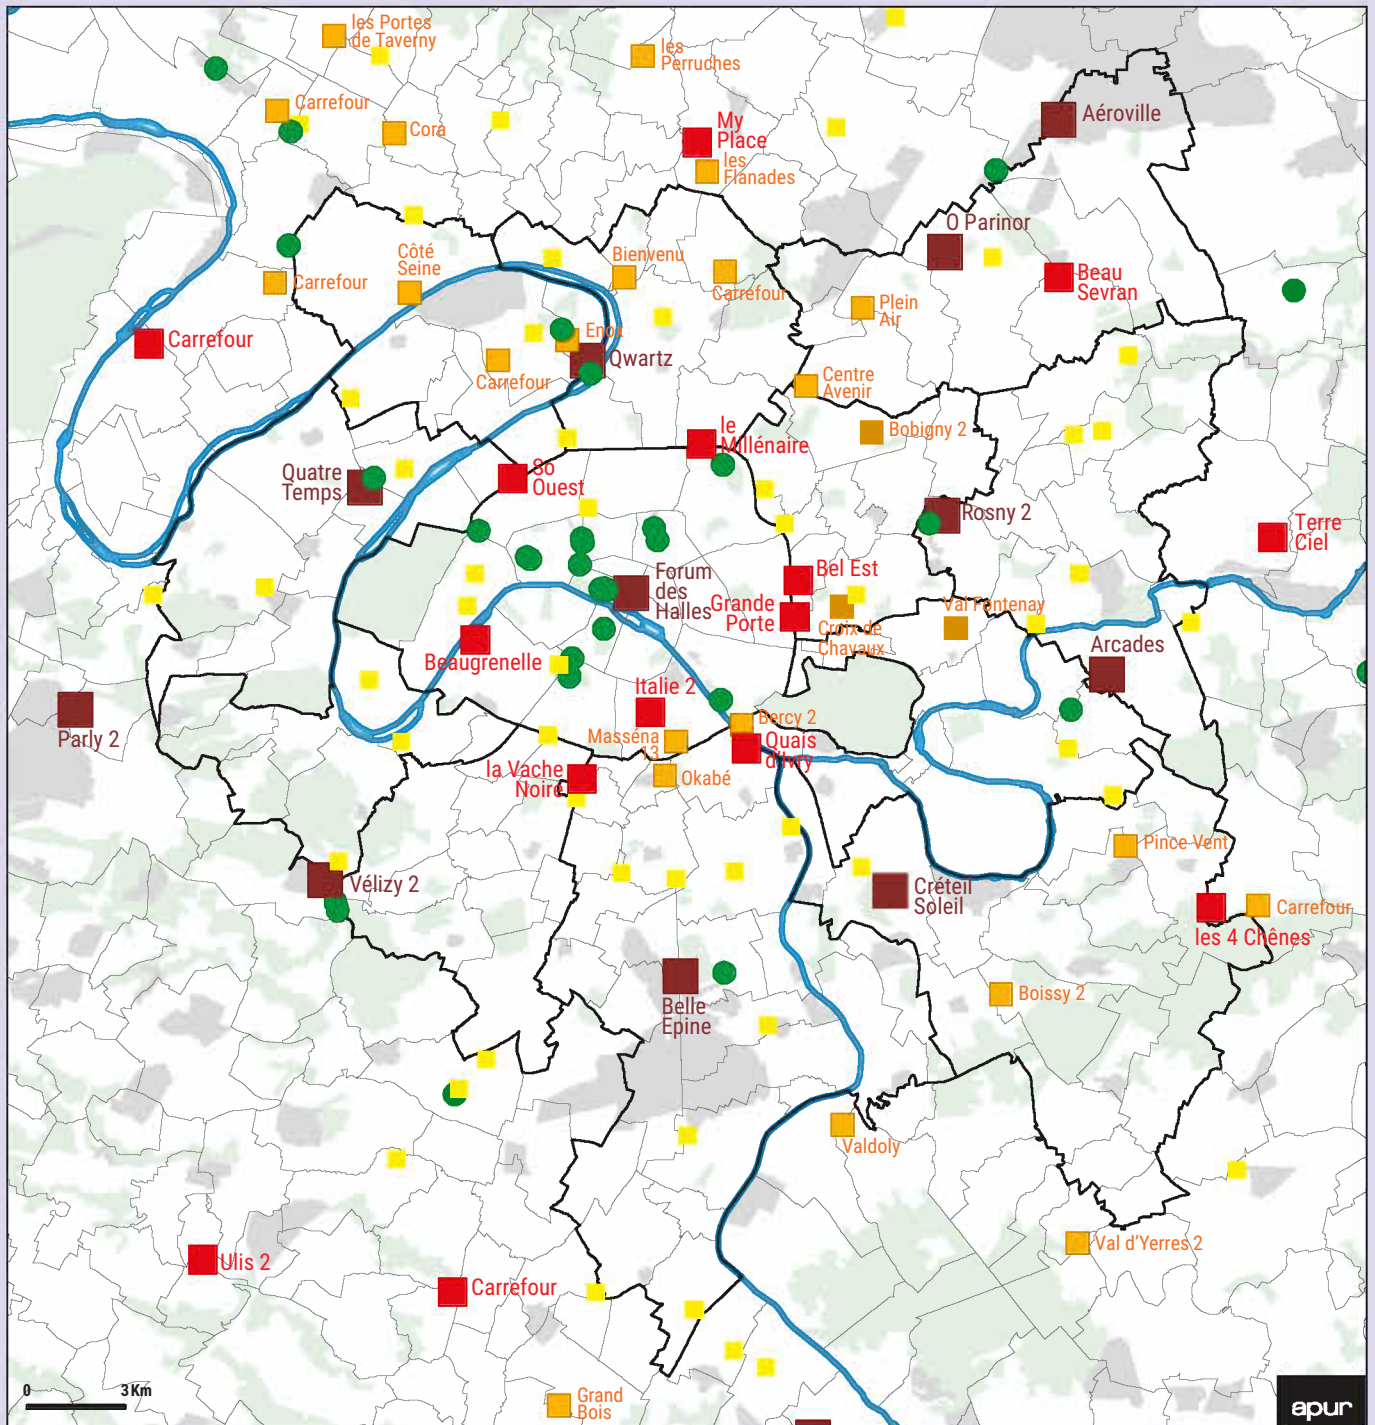 les Portes
de Taverny
les
Perruches
Carrefour
Cora
My
Place
les
Flanades
Aéroville
O Parinor
Beau
Sevran
Côté
Seine
Bienvenu
Carrefour
Carrefour
Plein
Air
Enox
Qwartz
Carrefour
Carrefour
Centre
Avenir
Bobigny 2
le
Millénaire
So
Ouest
Quatre
Temps
Rosny 2
Terre
Ciel
Forum
des
Halles
Bel Est
Grande
Porte
Croix de
Chavaux
Val Fontenay
Arcades
Beaugrenelle
Italie 2
Parly 2
Masséna
13
Bercy 2
Quais
d'Ivry
la Vache
Noire
Okabé
Pince Vent
Vélizy 2
Créteil
Soleil
Carrefour
les 4 Chênes
Belle
Epine
Boissy 2
Valdoly
Val d'Yerres 2
Ulis 2
Carrefour
Grand
Bois
0 3Km
apur